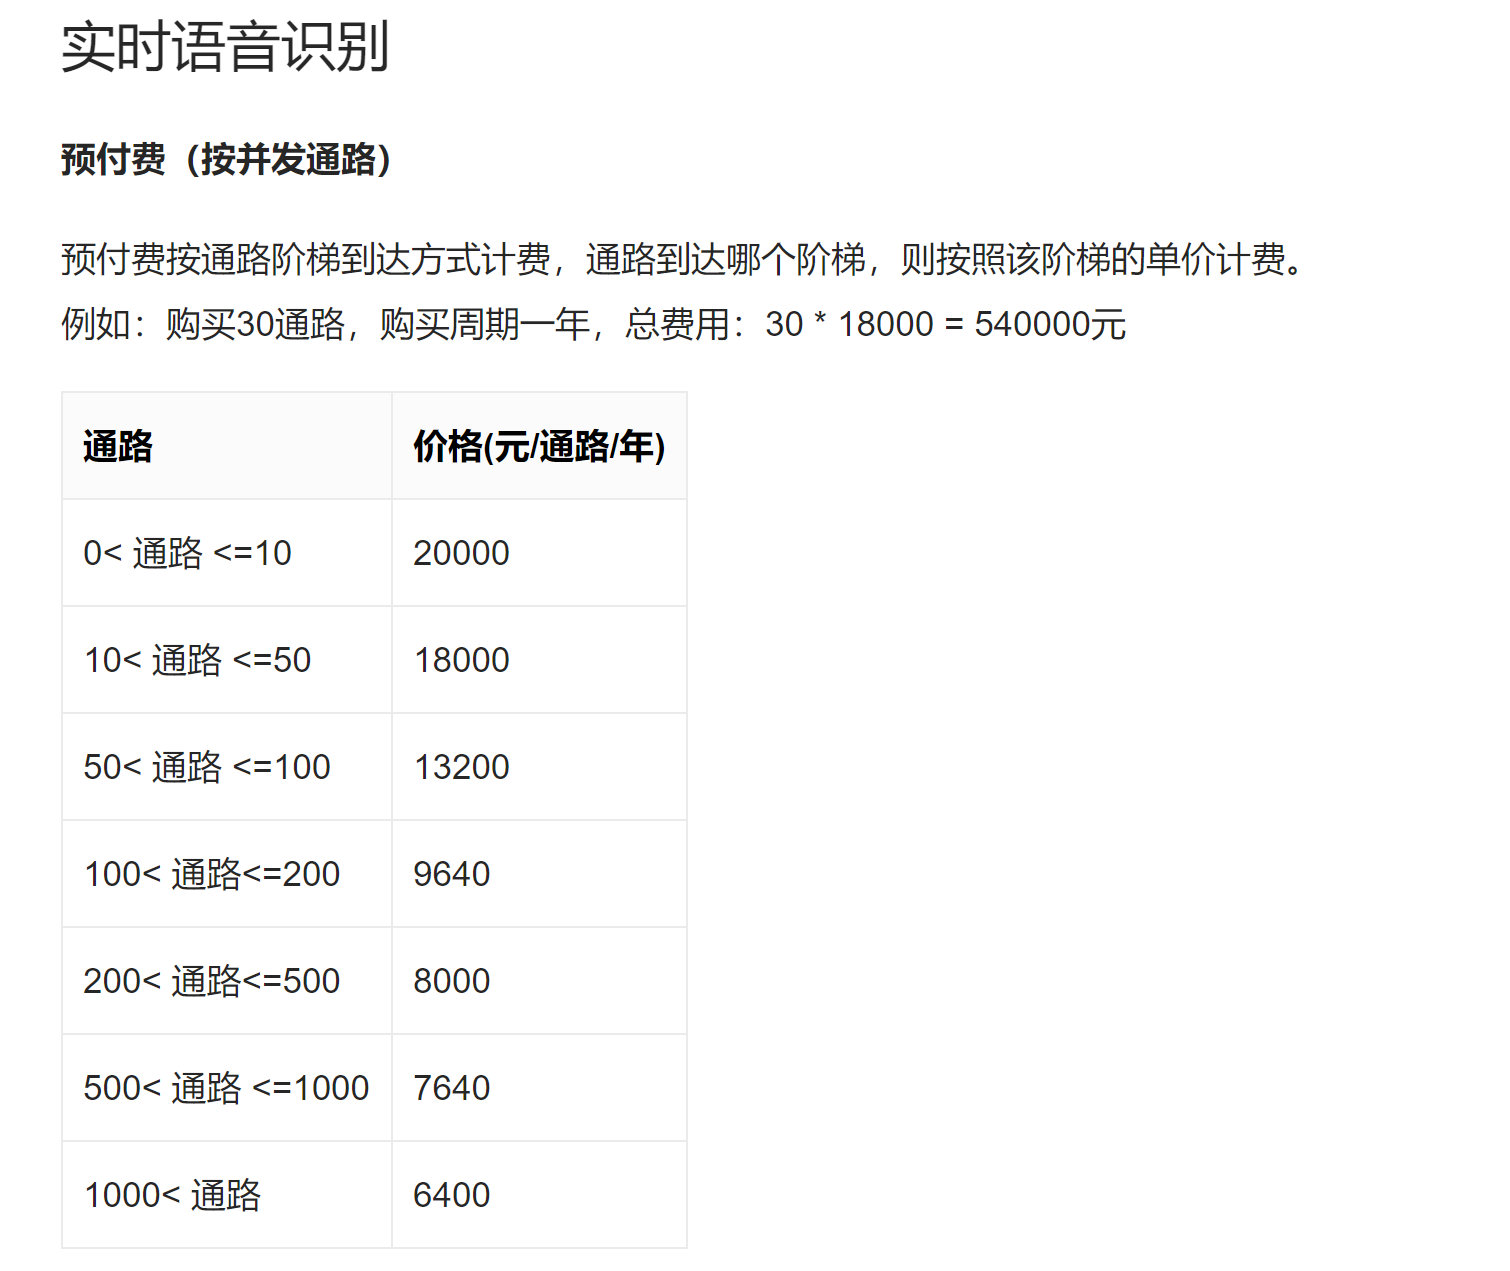 实时语音识别
预付费（按并发通路）
预付费按通路阶梯到达方式计费，通路到达哪个阶梯，则按照该阶梯的单价计费。
例如：购买30通路，购买周期一年，总费用：30 * 18000 = 540000元
通路 价格(元/通路/年)
0< 通路 <=10 20000
10< 通路 <=50 18000
50< 通路 <=100 13200
100< 通路<=200 9640
200< 通路<=500 8000
500< 通路 <=1000 7640
1000< 通路 6400